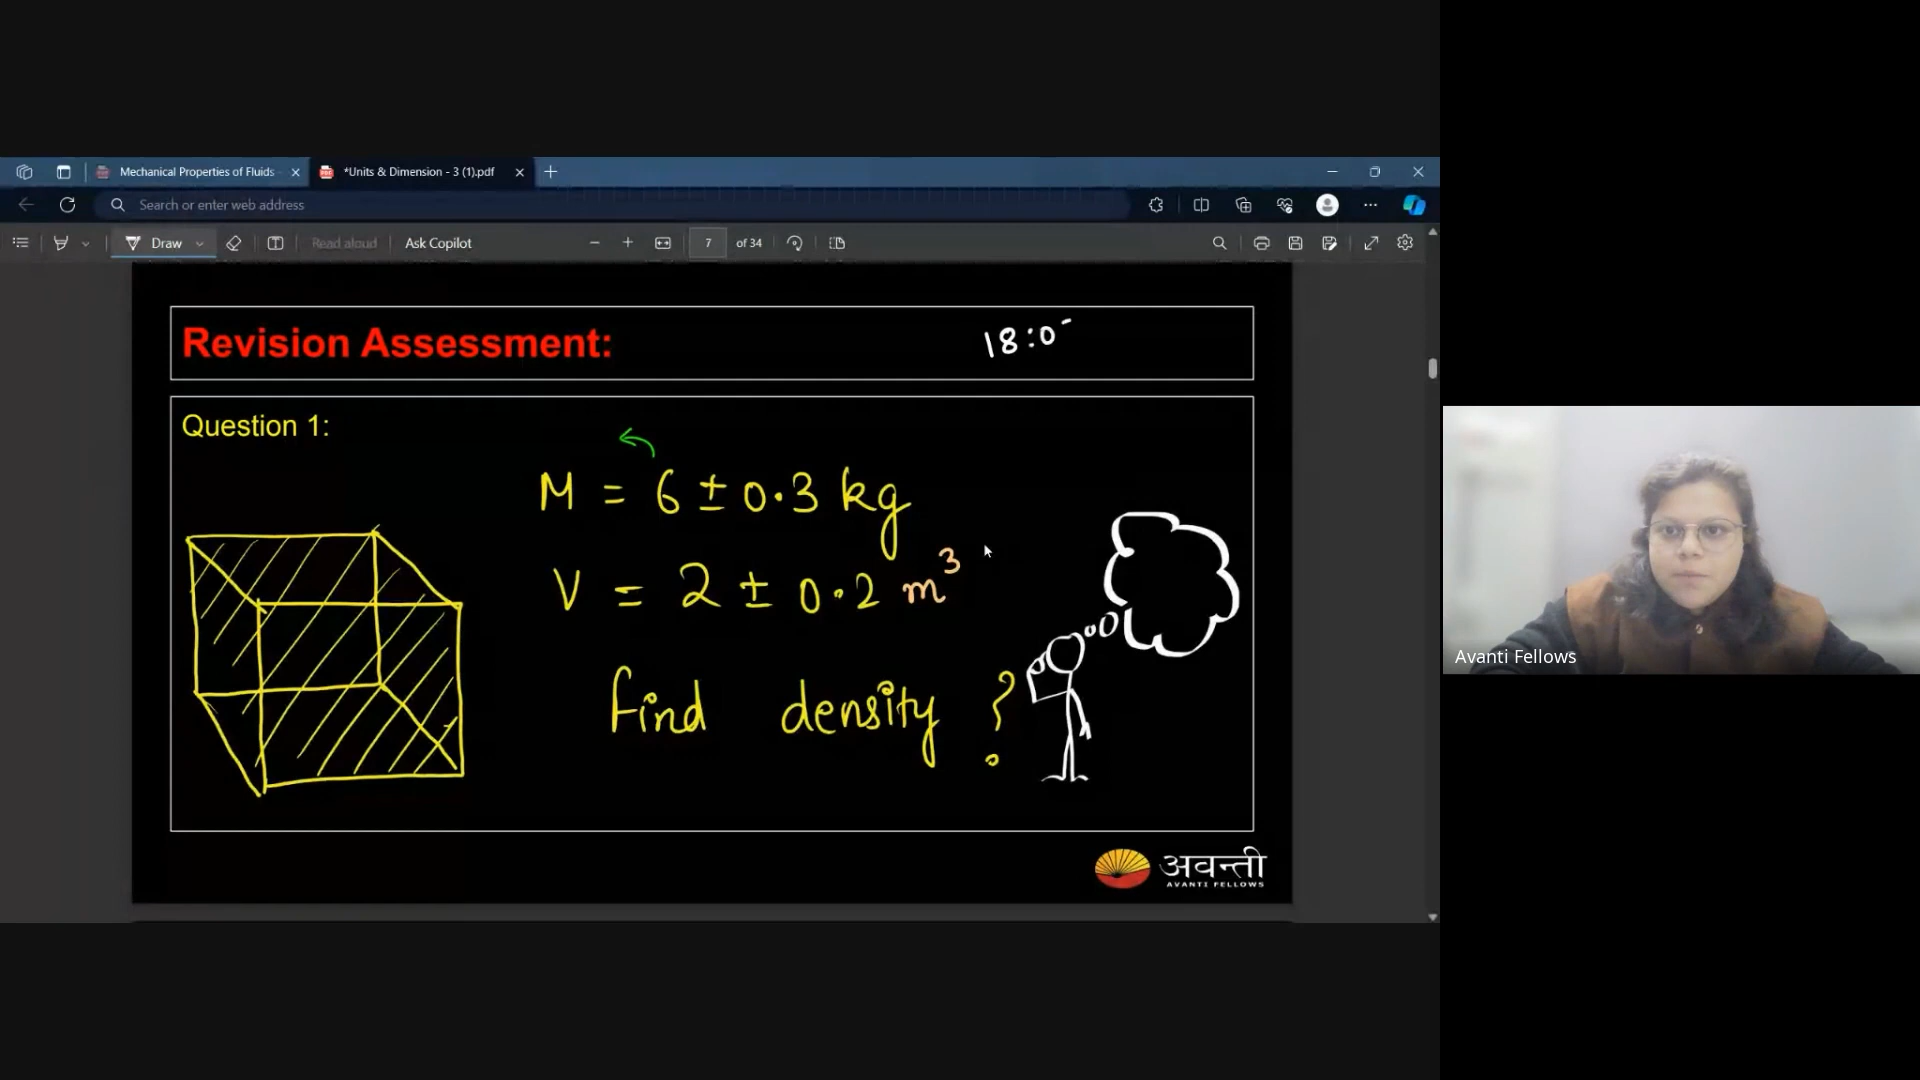 Mechanical Properties of Fluids -
*Units & Dimension - 3 (1).pdf
Search or enter web address
Draw
Read aloud
Ask Copilot
7 of 34
Revision Assessment:
18:0
Question 1:
M = 6 ± 0.3 kg
V = 2 ± 0.2 m³
Find density ?
अवन्ती
AVANTI FELLOWS
Avanti Fellows